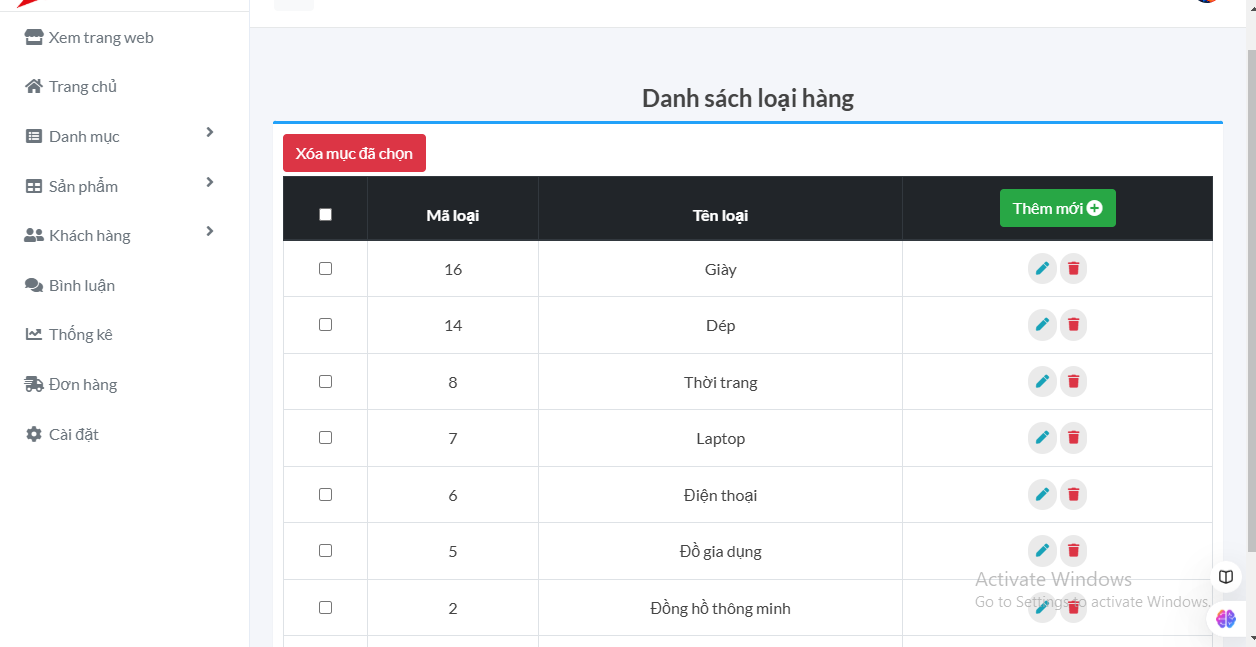 Xem trang web
Trang chủ
Danh mục
Sản phẩm
Khách hàng
Bình luận
Thống kê
Đơn hàng
Cài đặt
Danh sách loại hàng
Xóa mục đã chọn
Mã loại Tên loại Thêm mới
16 Giày
14 Dép
8 Thời trang
7 Laptop
6 Điện thoại
5 Đồ gia dụng
2 Đồng hồ thông minh
Activate Windows
Go to Settings to activate Windows.